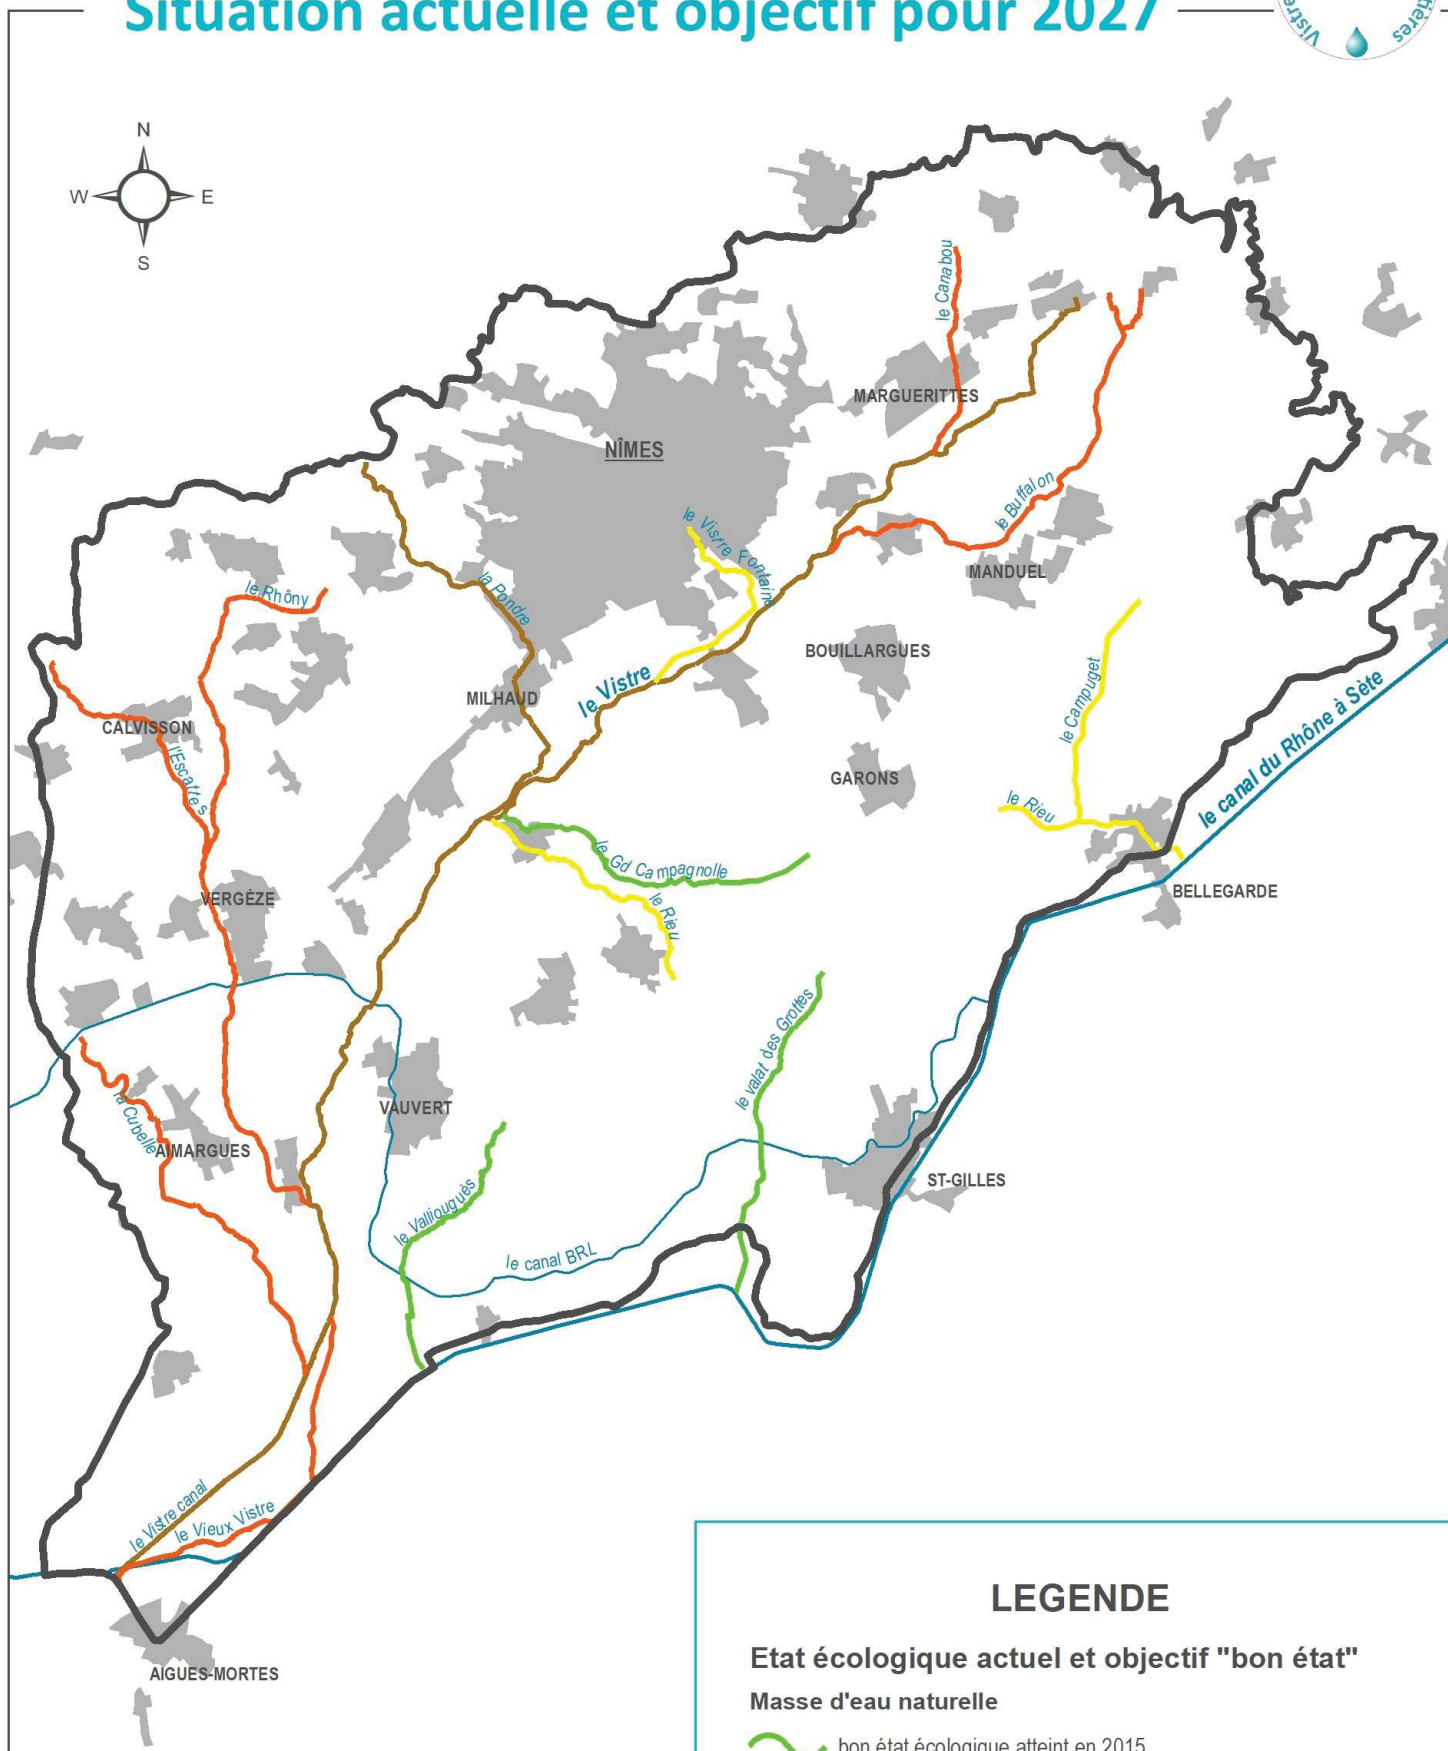 Situation actuelle et objectif pour 2027
Vistre
N
W
E
S
le Canabou
MARGUERITTES
NÎMES
le Buffalon
le Vistre Fontaine
MANDUEL
la Pondre
le Rhôny
BOUILLARGUES
le Vistre
MILHAUD
le Campuget
CALVISSON
l'Escattes
GARONS
le Rieu
le canal du Rhône à Sète
le Gd Campagnolle
BELLEGARDE
VERGÈZE
le Rieu
le valat des Grottes
VAUVERT
la Cubelle
AIMARGUES
ST-GILLES
le Valliouguès
le canal BRL
le Vistre canal
le Vieux Vistre
AIGUES-MORTES
LEGENDE
Etat écologique actuel et objectif "bon état"
Masse d'eau naturelle
bon état écologique atteint en 2015